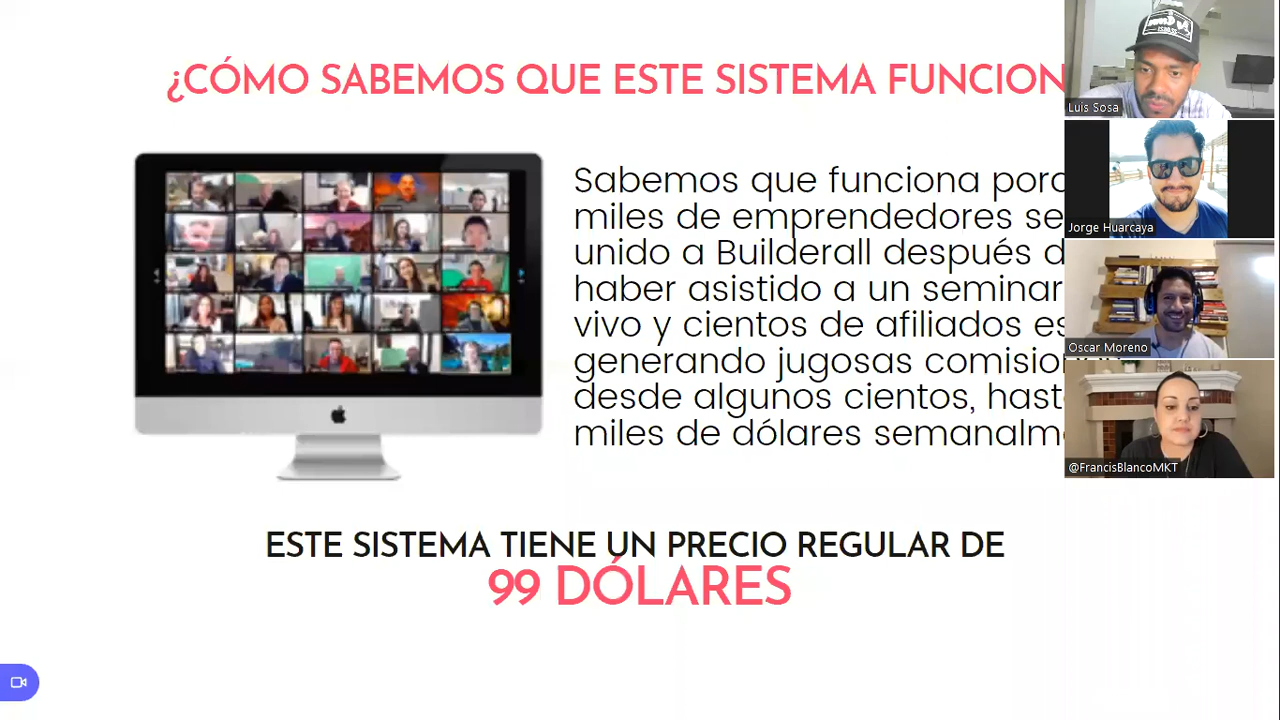 ¿CÓMO SABEMOS QUE ESTE SISTEMA FUNCION
Sabemos que funciona porq
miles de emprendedores se
unido a Builderall después d
haber asistido a un seminar
vivo y cientos de afiliados es
generando jugosas comision
desde algunos cientos, hast
miles de dólares semanalm
ESTE SISTEMA TIENE UN PRECIO REGULAR DE
99 DÓLARES
Luis Sosa
Jorge Huarcaya
Oscar Moreno
@FrancisBlancoMKT